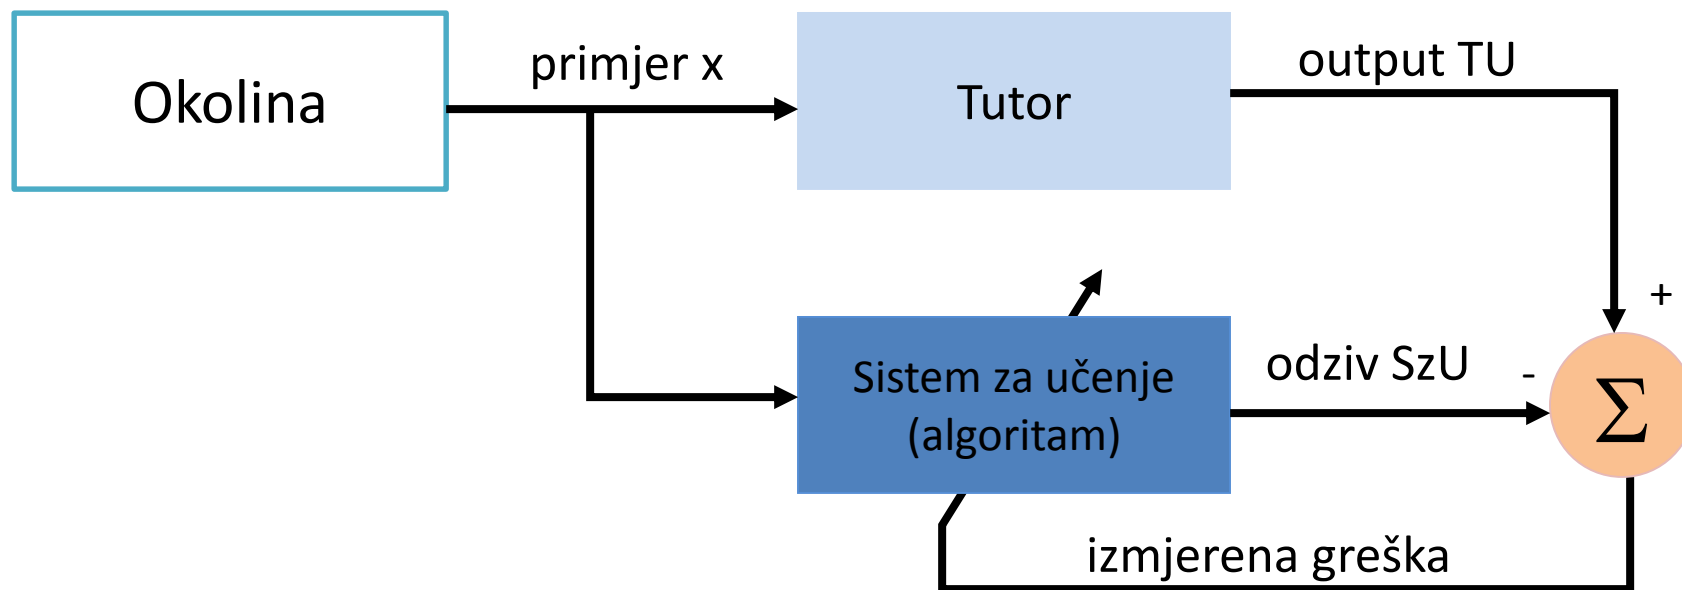 Okolina
primjer x
Tutor
output TU
+
Sistem za učenje
(algoritam)
odziv SzU
-
Σ
izmjerena greška